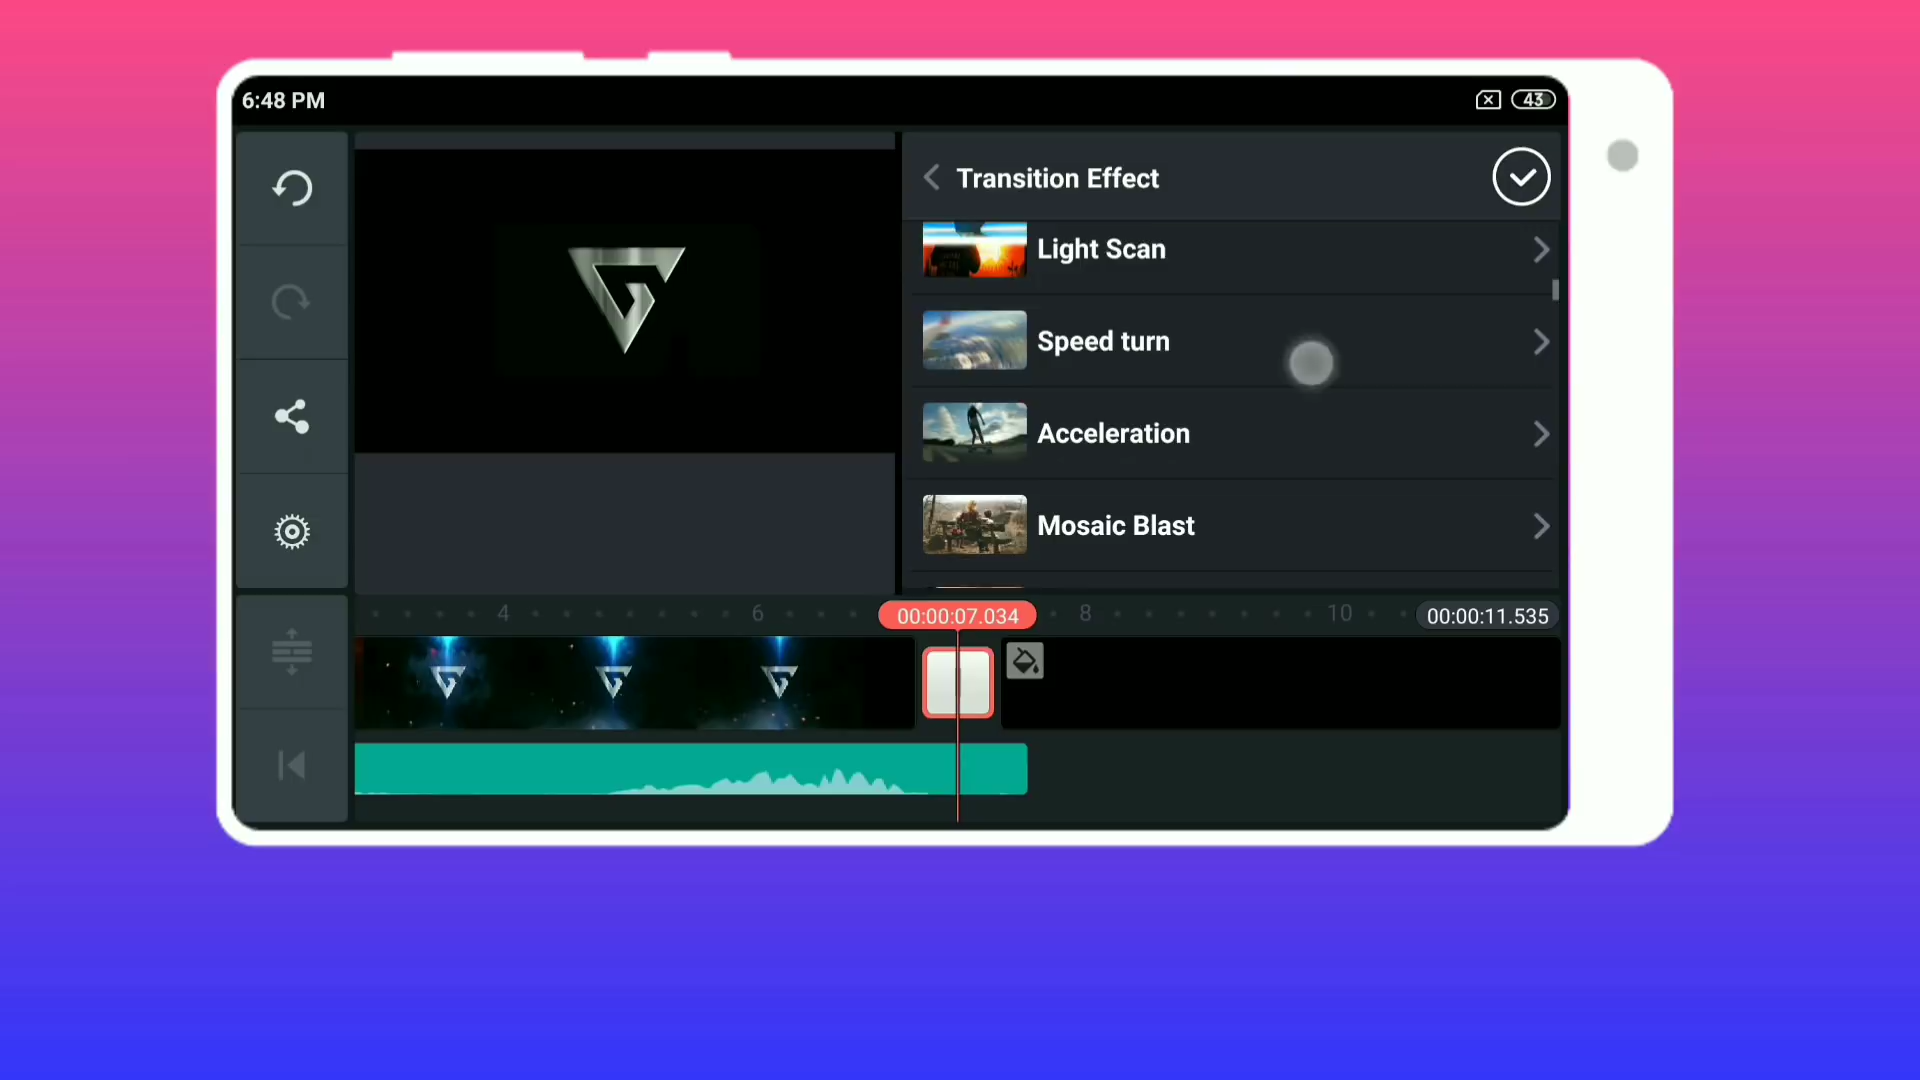 6:48 PM
43
Transition Effect
Light Scan
Speed turn
Acceleration
Mosaic Blast
4
6
00:00:07.034
8
10
00:00:11.535